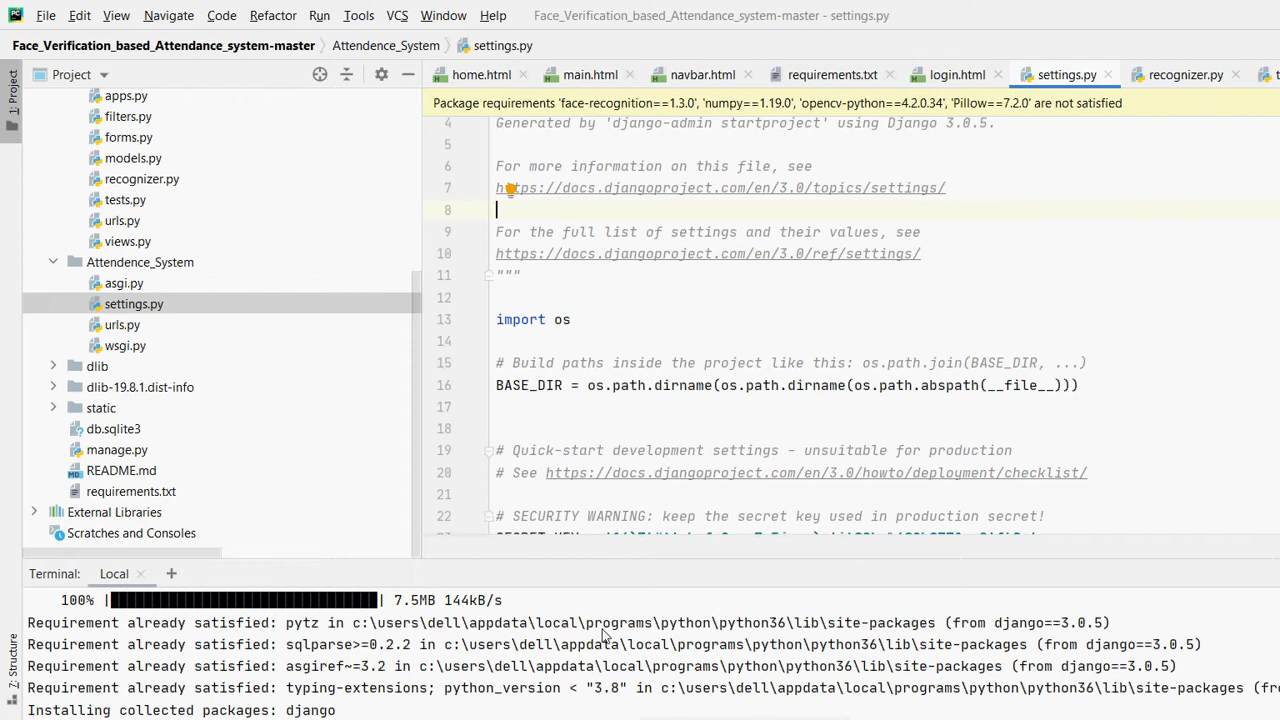 File Edit View Navigate Code Refactor Run Tools VCS Window Help Face_Verification_based_Attendance_system-master - settings.py
Face_Verification_based_Attendance_system-master Attendence_System settings.py
1: Project
Project
home.html main.html navbar.html requirements.txt login.html settings.py recognizer.py
Package requirements 'face-recognition==1.3.0', 'numpy==1.19.0', 'opencv-python==4.2.0.34', 'Pillow==7.2.0' are not satisfied
apps.py
filters.py
forms.py
models.py
recognizer.py
tests.py
urls.py
views.py
Attendence_System
asgi.py
settings.py
urls.py
wsgi.py
dlib
dlib-19.8.1.dist-info
static
db.sqlite3
manage.py
README.md
requirements.txt
External Libraries
Scratches and Consoles
4 Generated by 'django-admin startproject' using Django 3.0.5.
5
6 For more information on this file, see
7 https://docs.djangoproject.com/en/3.0/topics/settings/
8
9 For the full list of settings and their values, see
10 https://docs.djangoproject.com/en/3.0/ref/settings/
11 """
12
13 import os
14
15 # Build paths inside the project like this: os.path.join(BASE_DIR, ...)
16 BASE_DIR = os.path.dirname(os.path.dirname(os.path.abspath(__file__)))
17
18
19 # Quick-start development settings - unsuitable for production
20 # See https://docs.djangoproject.com/en/3.0/howto/deployment/checklist/
21
22 # SECURITY WARNING: keep the secret key used in production secret!
7: Structure
Terminal: Local
100% | | 7.5MB 144kB/s
Requirement already satisfied: pytz in c:\users\dell\appdata\local\programs\python\python36\lib\site-packages (from django==3.0.5)
Requirement already satisfied: sqlparse>=0.2.2 in c:\users\dell\appdata\local\programs\python\python36\lib\site-packages (from django==3.0.5)
Requirement already satisfied: asgiref~=3.2 in c:\users\dell\appdata\local\programs\python\python36\lib\site-packages (from django==3.0.5)
Requirement already satisfied: typing-extensions; python_version < "3.8" in c:\users\dell\appdata\local\programs\python\python36\lib\site-packages (from
Installing collected packages: django